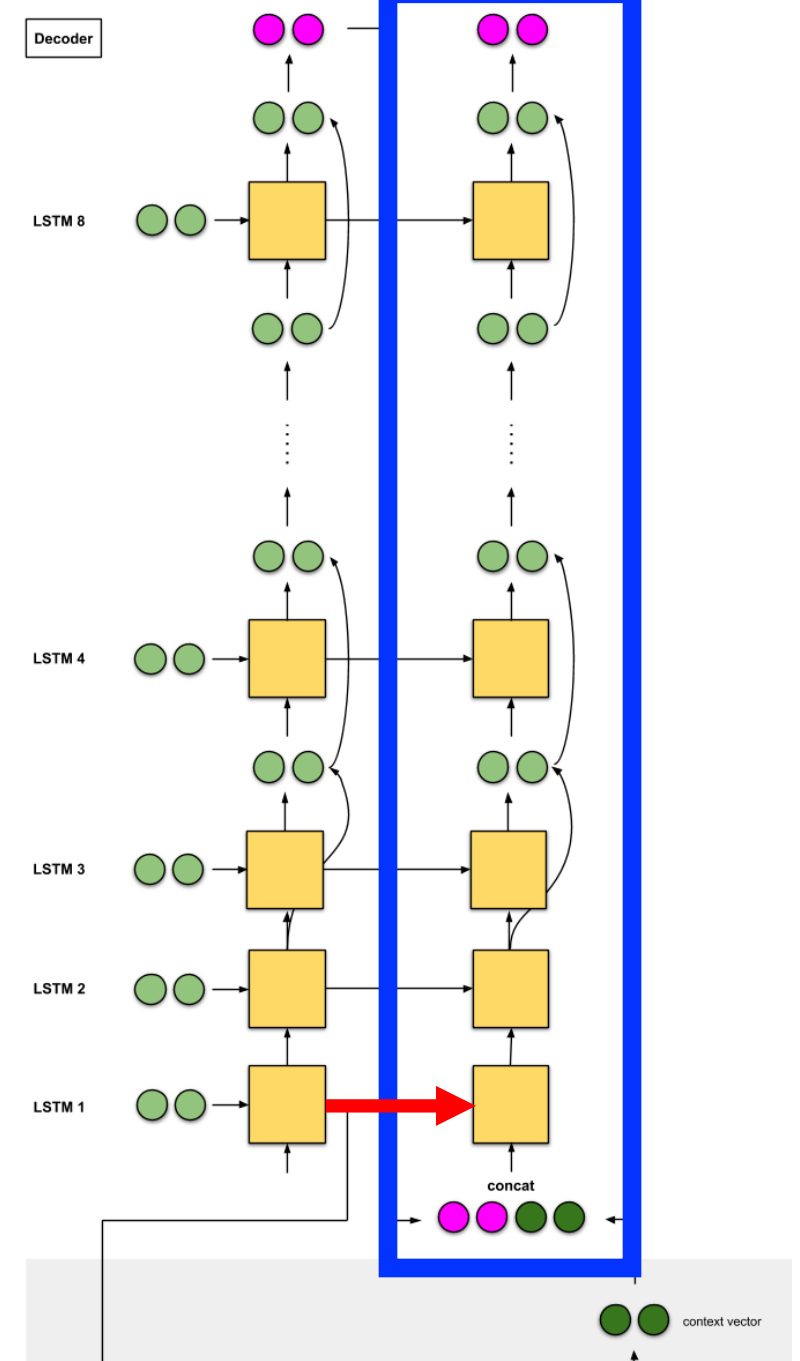 Decoder
LSTM 8
LSTM 4
LSTM 3
LSTM 2
LSTM 1
concat
context vector